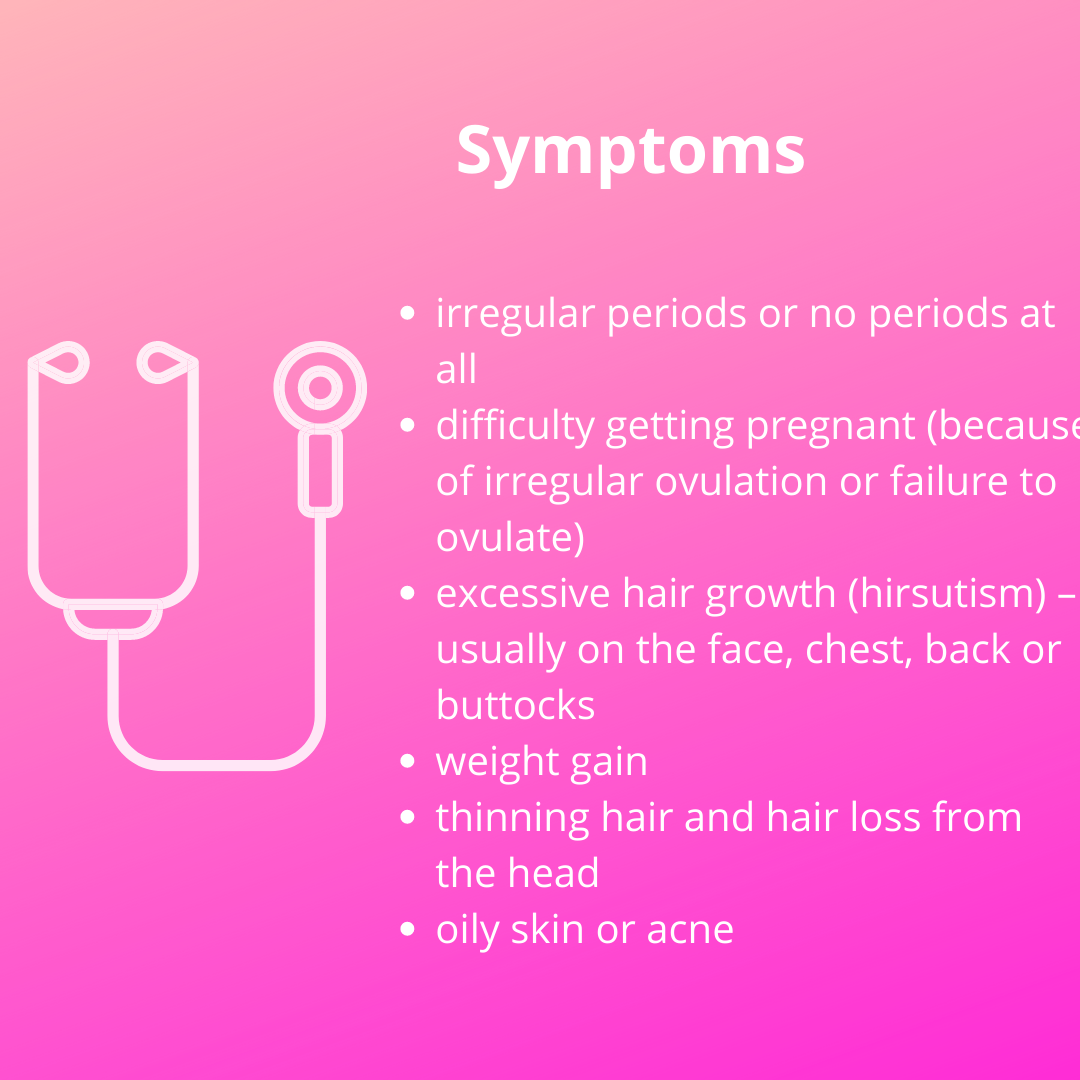 Symptoms
• irregular periods or no periods at
all
• difficulty getting pregnant (because
of irregular ovulation or failure to
ovulate)
• excessive hair growth (hirsutism) –
usually on the face, chest, back or
buttocks
• weight gain
• thinning hair and hair loss from
the head
• oily skin or acne